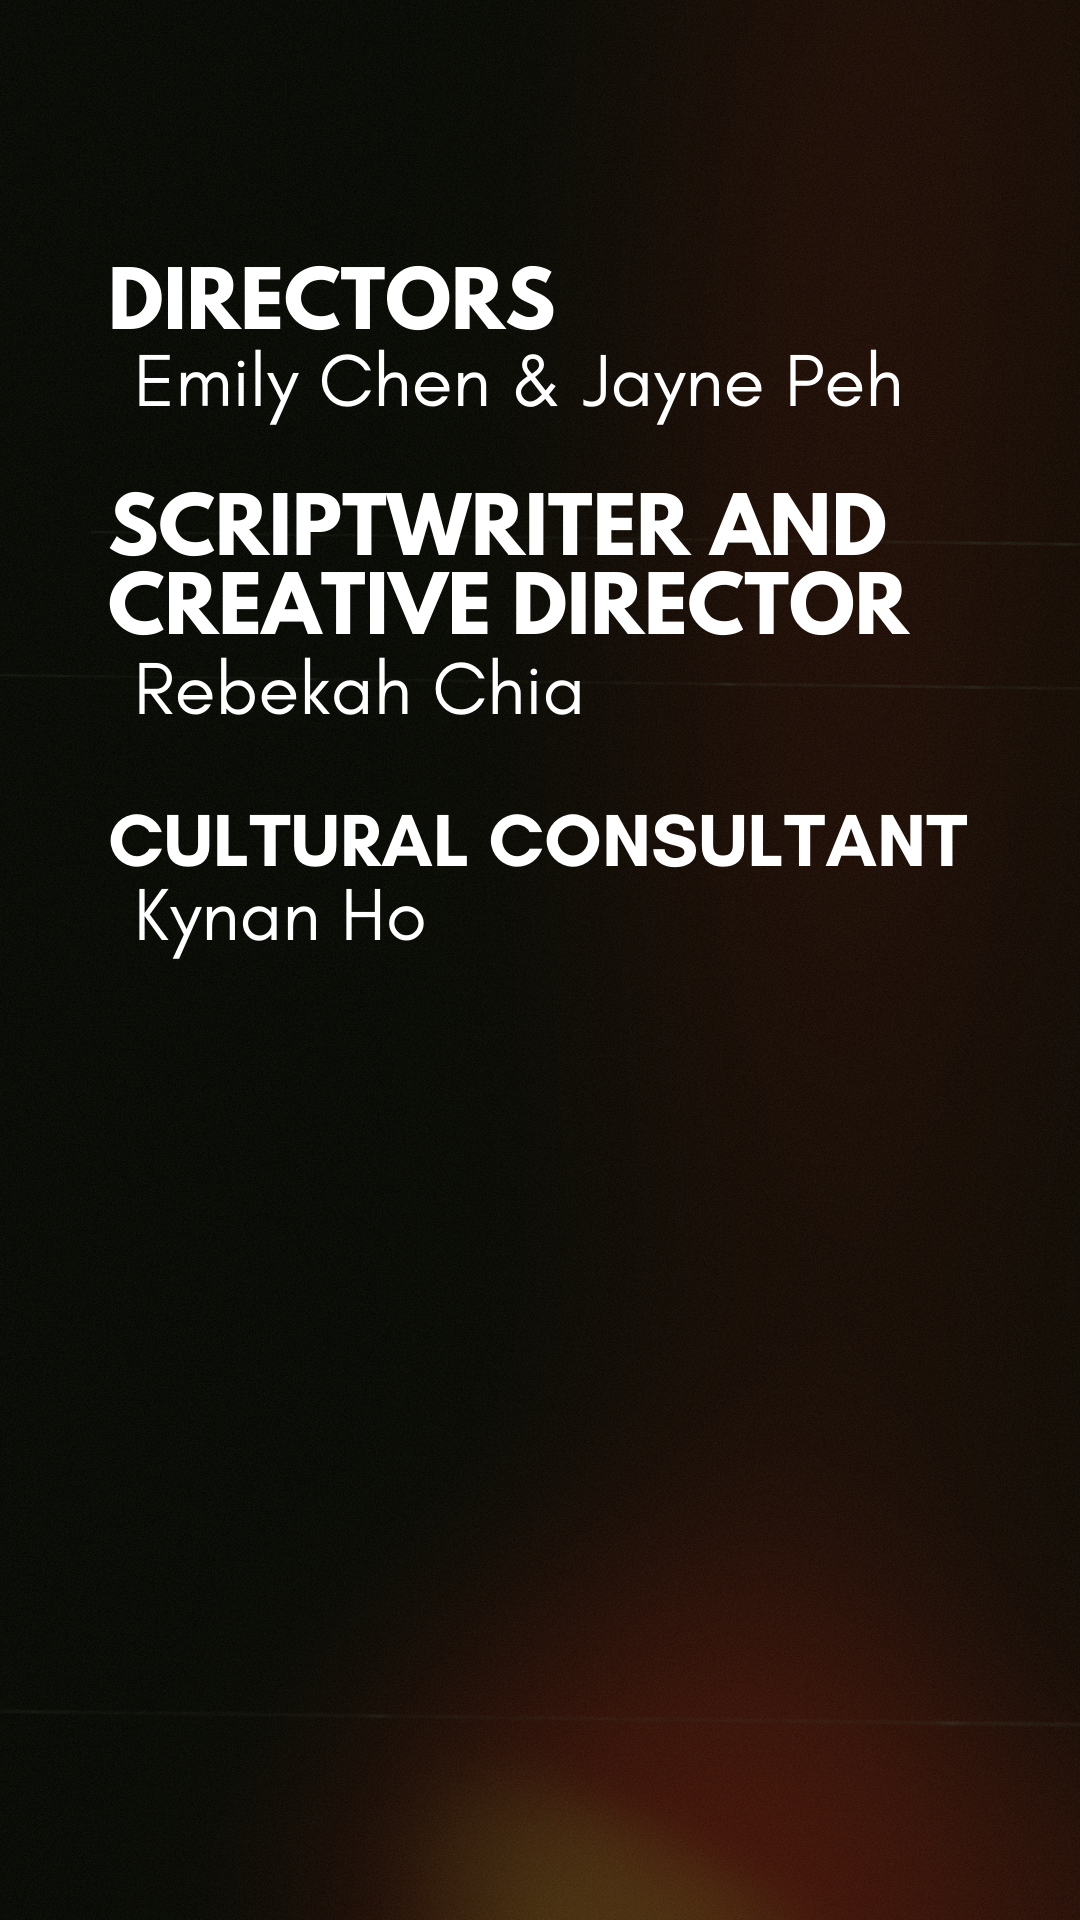 DIRECTORS
Emily Chen & Jayne Peh
SCRIPTWRITER AND
CREATIVE DIRECTOR
Rebekah Chia
CULTURAL CONSULTANT
Kynan Ho